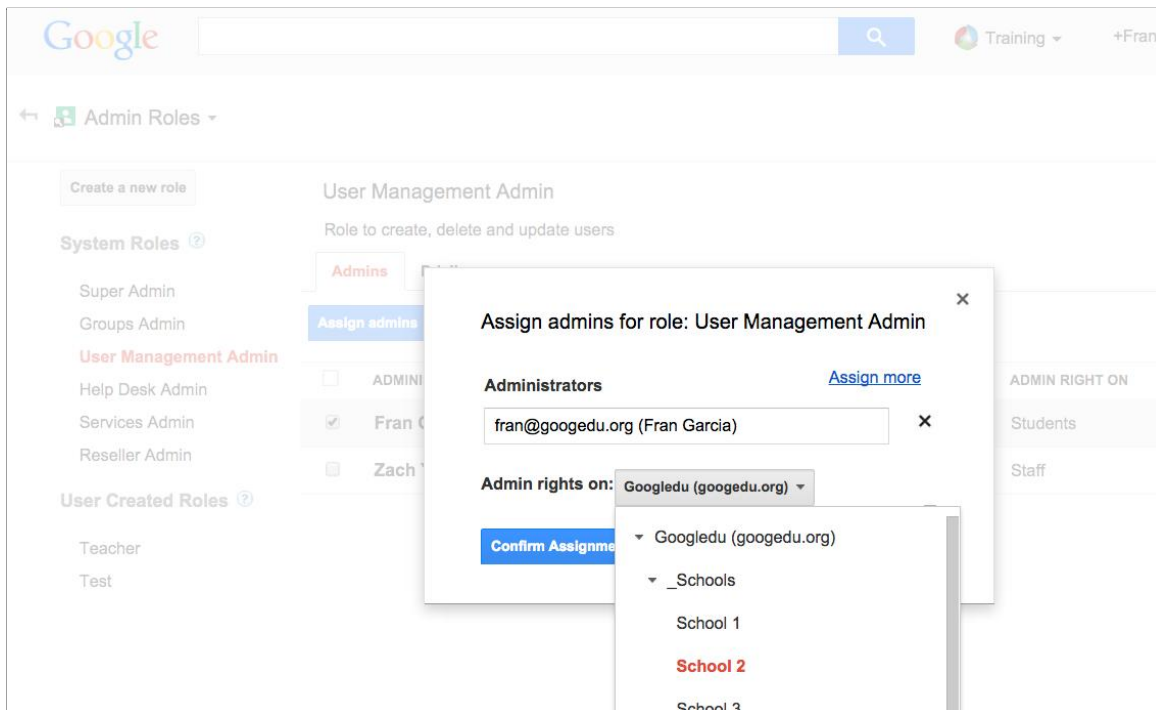 Google
Training
+Fran
Admin Roles
Create a new role
User Management Admin
Role to create, delete and update users
System Roles ?
Super Admin
Groups Admin
User Management Admin
Help Desk Admin
Services Admin
Reseller Admin
User Created Roles ?
Teacher
Test
Admins
Assign admins
ADMINI
ADMIN RIGHT ON
Fran
Students
Zach
Staff
Assign admins for role: User Management Admin
Administrators
Assign more
fran@googedu.org (Fran Garcia)
Admin rights on:
Googledu (googedu.org)
Confirm Assignme
Googledu (googedu.org)
_Schools
School 1
School 2
School 3